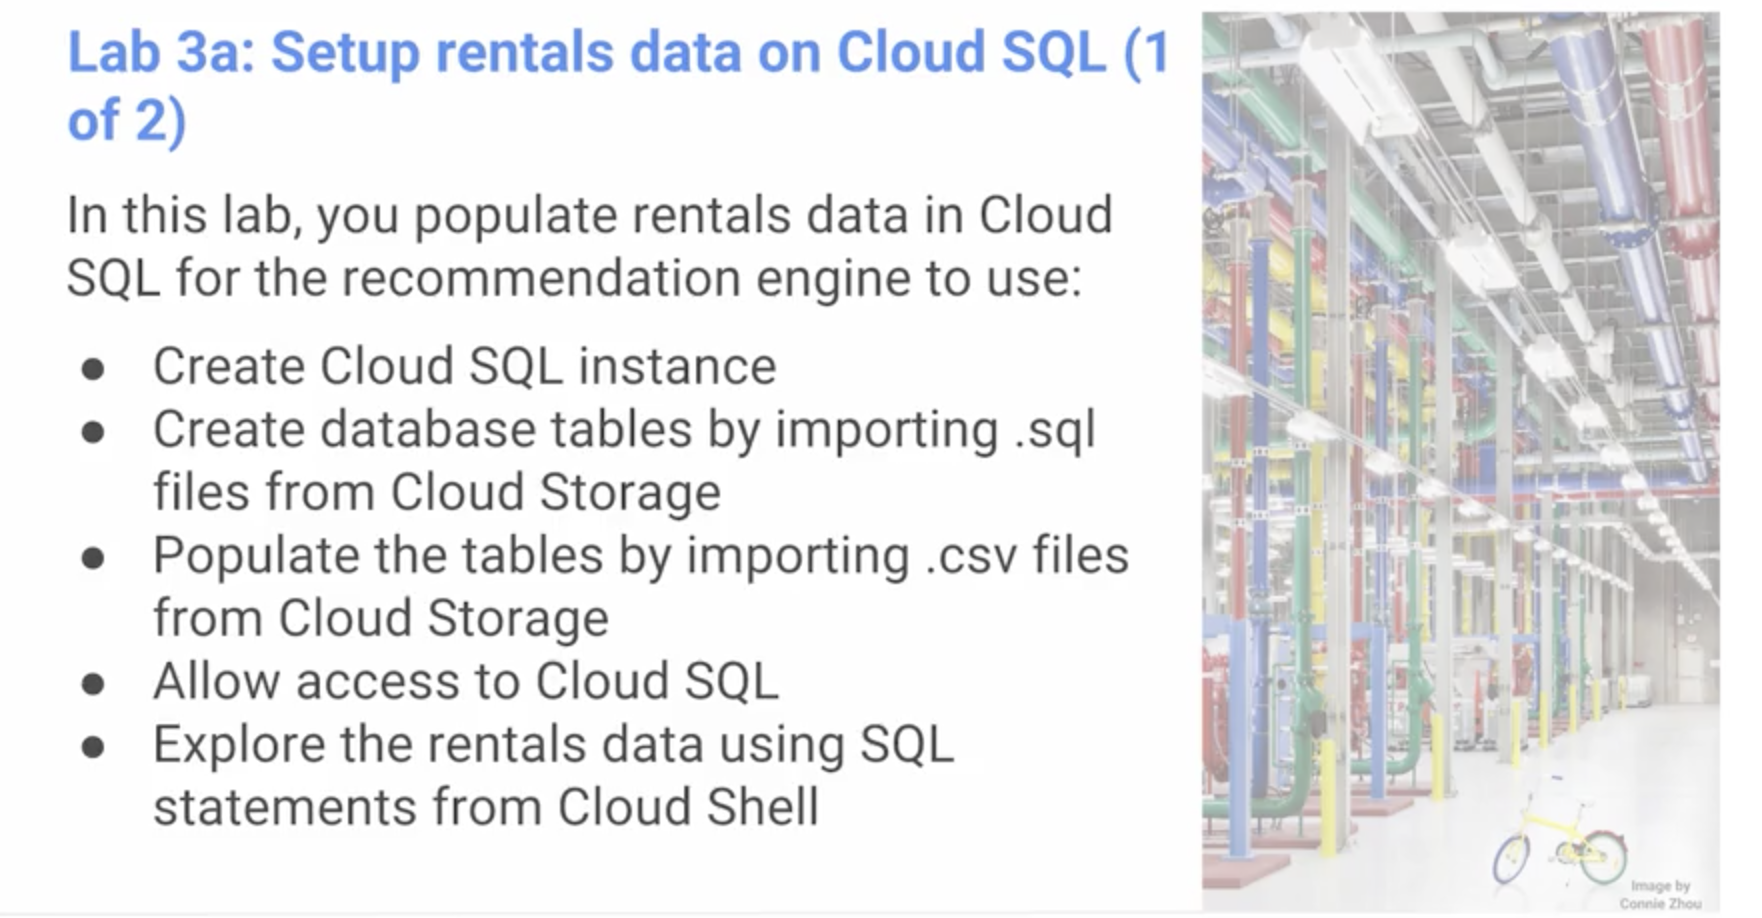 Lab 3a: Setup rentals data on Cloud SQL (1
of 2)
In this lab, you populate rentals data in Cloud
SQL for the recommendation engine to use:
● Create Cloud SQL instance
● Create database tables by importing .sql
files from Cloud Storage
● Populate the tables by importing .csv files
from Cloud Storage
● Allow access to Cloud SQL
● Explore the rentals data using SQL
statements from Cloud Shell
Image by
Connie Zhou